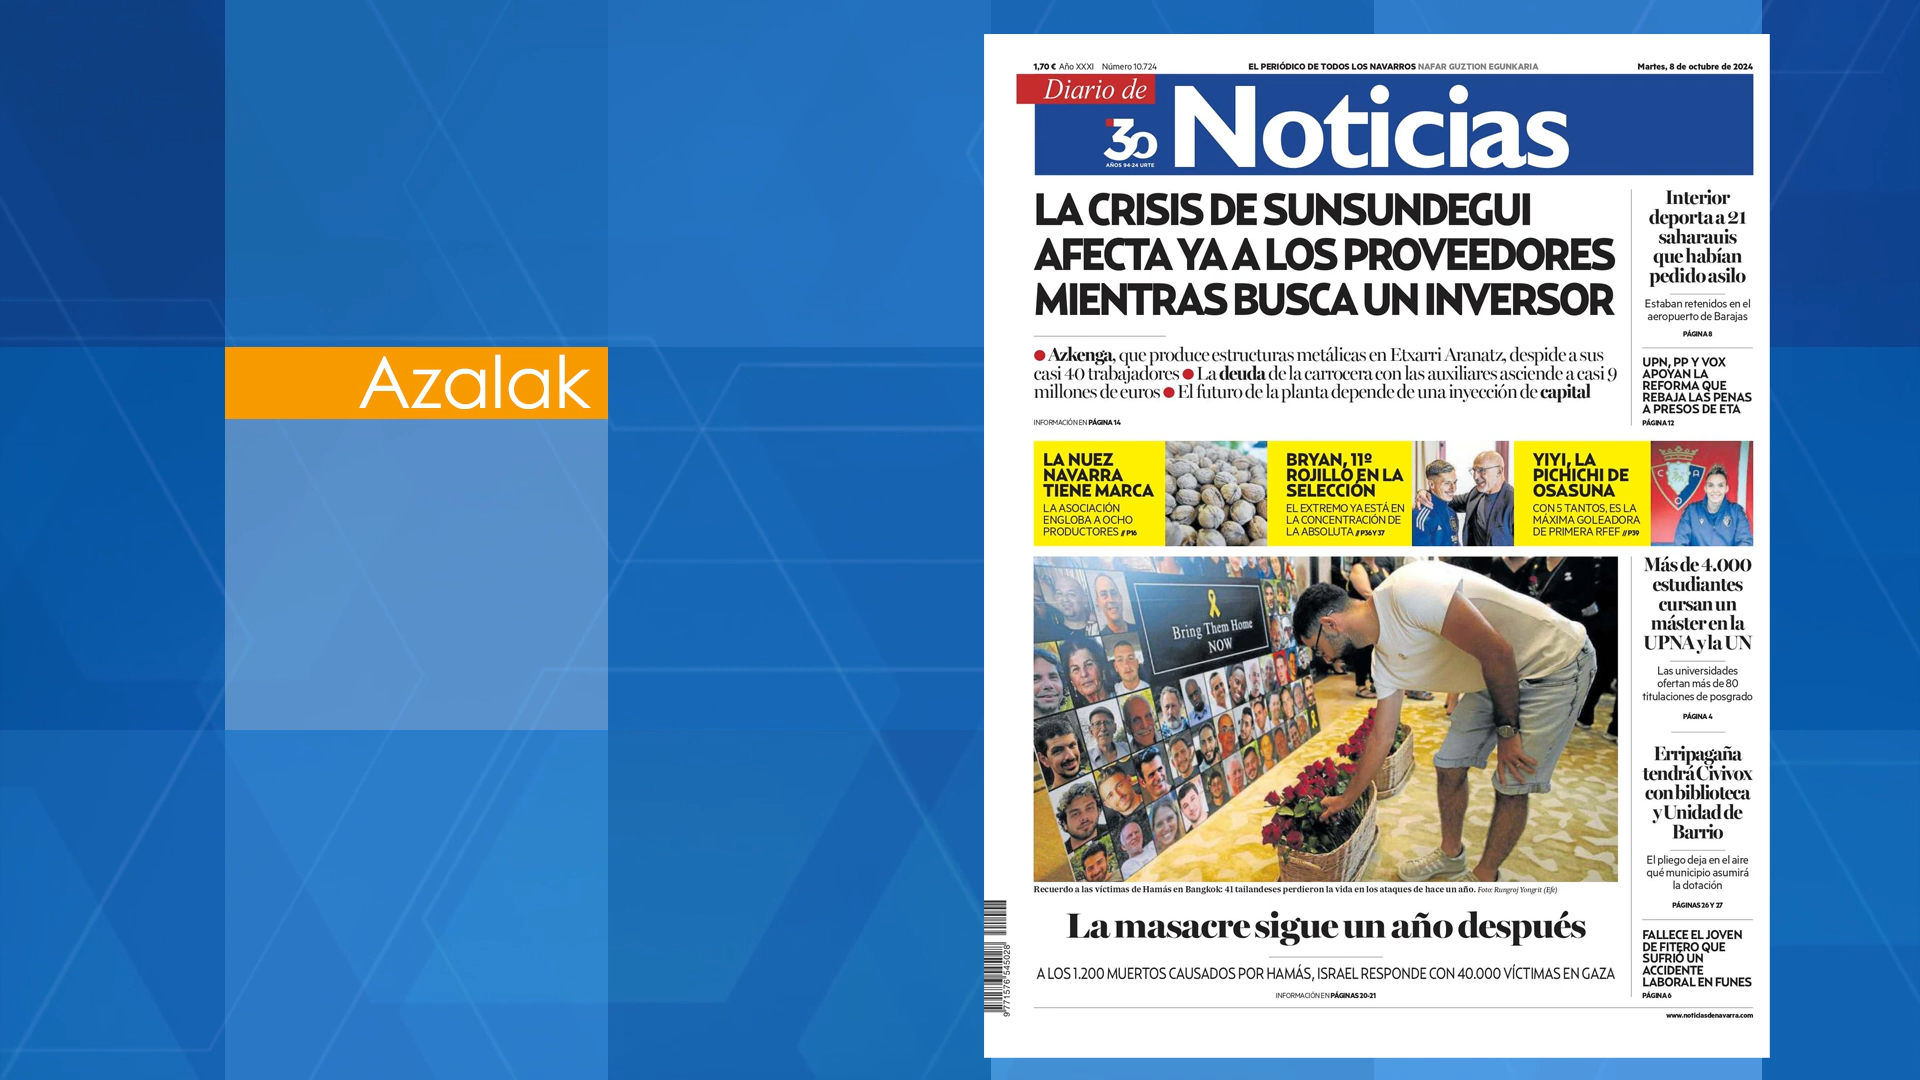 Azalak
1,70 € Año XXXI Número 10.724
EL PERIÓDICO DE TODOS LOS NAVARROS NAFAR GUZTION EGUNKARIA
Martes, 8 de octubre de 2024
Diario de
Noticias
30
AÑOS 94-24 URTE
LA CRISIS DE SUNSUNDEGUI
AFECTA YA A LOS PROVEEDORES
MIENTRAS BUSCA UN INVERSOR
● Azkenga, que produce estructuras metálicas en Etxarri Aranatz, despide a sus
casi 40 trabajadores ● La deuda de la carrocera con las auxiliares asciende a casi 9
millones de euros ● El futuro de la planta depende de una inyección de capital
INFORMACIÓN EN PÁGINA 14
Interior
deporta a 21
saharauis
que habían
pedido asilo
Estaban retenidos en el
aeropuerto de Barajas
PÁGINA 8
UPN, PP Y VOX
APOYAN LA
REFORMA QUE
REBAJA LAS PENAS
A PRESOS DE ETA
PÁGINA 12
LA NUEZ
NAVARRA
TIENE MARCA
LA ASOCIACIÓN
ENGLOBA A OCHO
PRODUCTORES // P16
BRYAN, 11º
ROJILLO EN LA
SELECCIÓN
EL EXTREMO YA ESTÁ EN
LA CONCENTRACIÓN DE
LA ABSOLUTA // P36 Y 37
YIYI, LA
PICHICHI DE
OSASUNA
CON 5 TANTOS, ES LA
MÁXIMA GOLEADORA
DE PRIMERA RFEF // P39
Bring Them Home
NOW
Recuerdo a las víctimas de Hamás en Bangkok: 41 tailandeses perdieron la vida en los ataques de hace un año. Foto: Rungroj Yongrit (Efe)
La masacre sigue un año después
A LOS 1.200 MUERTOS CAUSADOS POR HAMÁS, ISRAEL RESPONDE CON 40.000 VÍCTIMAS EN GAZA
INFORMACIÓN EN PÁGINAS 20-21
Más de 4.000
estudiantes
cursan un
máster en la
UPNA y la UN
Las universidades
ofertan más de 80
titulaciones de posgrado
PÁGINA 4
Erripagaña
tendrá Civivox
con biblioteca
y Unidad de
Barrio
El pliego deja en el aire
qué municipio asumirá
la dotación
PÁGINAS 26 Y 27
FALLECE EL JOVEN
DE FITERO QUE
SUFRIÓ UN
ACCIDENTE
LABORAL EN FUNES
PÁGINA 6
www.noticiasdenavarra.com
9 771576 545028